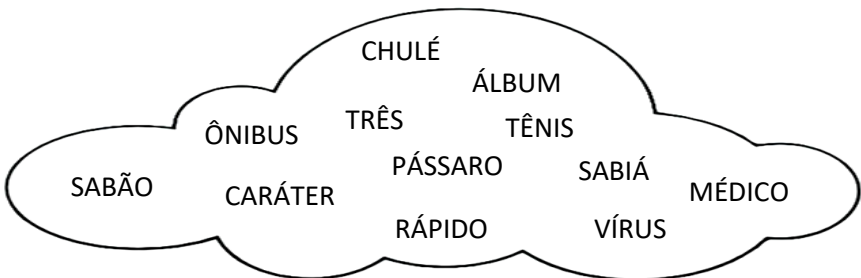 CHULÉ
ÁLBUM
ÔNIBUS
TRÊS
TÊNIS
SABÃO
CARÁTER
PÁSSARO
SABIÁ
MÉDICO
RÁPIDO
VÍRUS